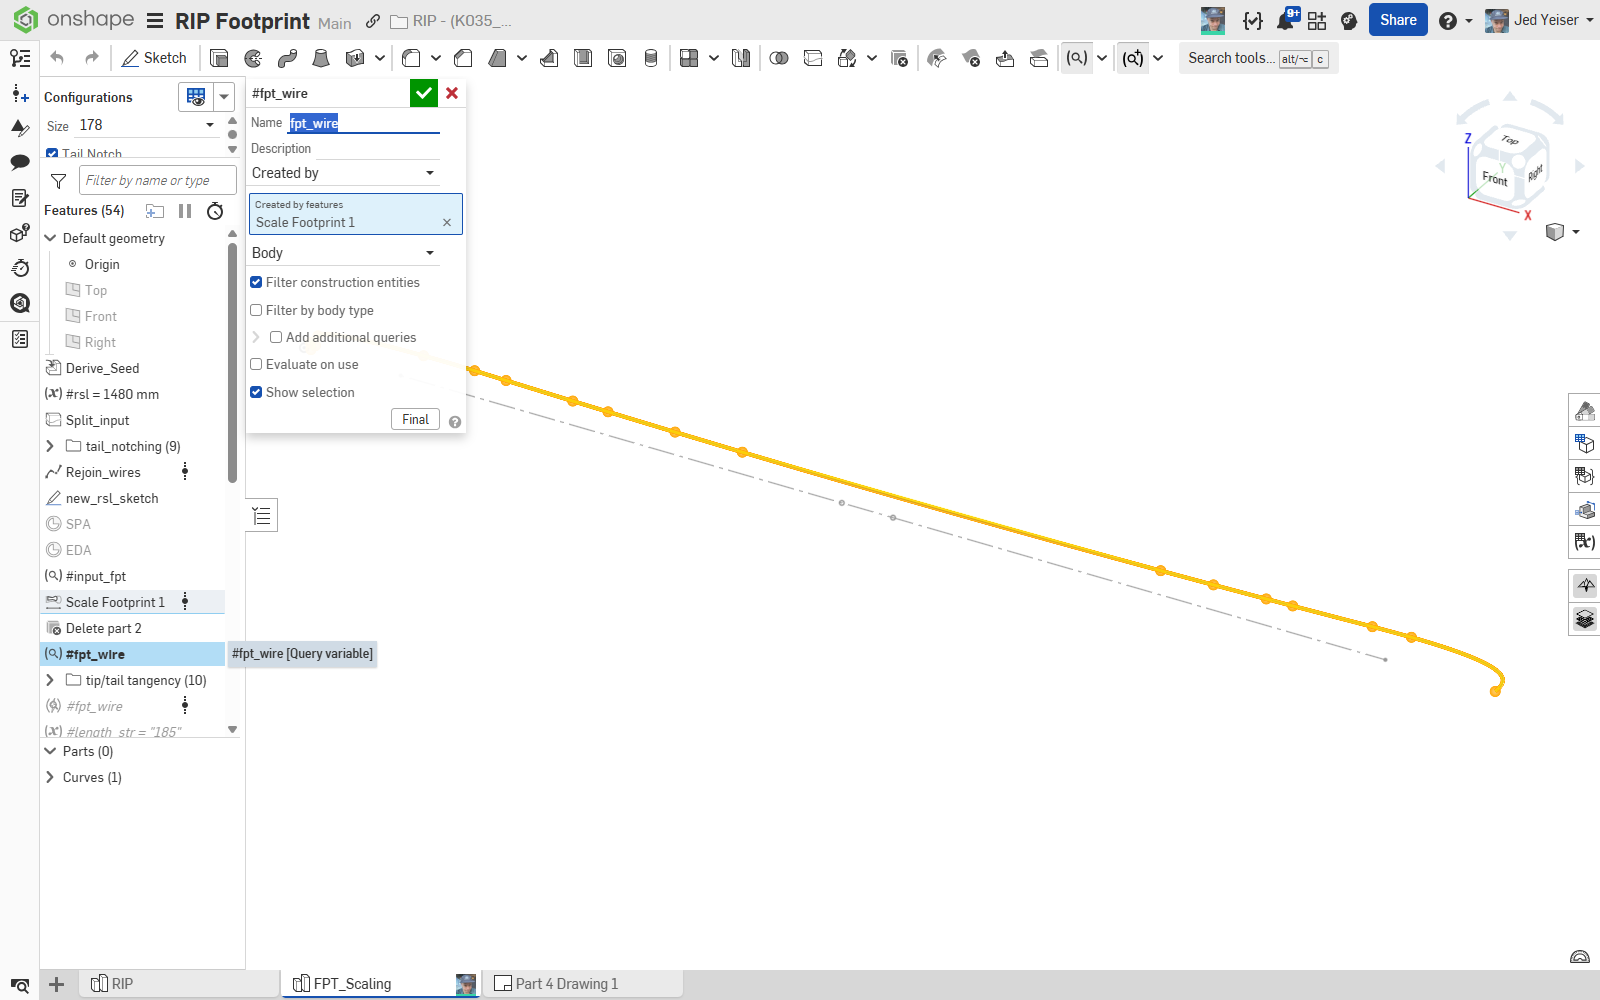 onshape
RIP Footprint Main
RIP - (K035_...
9+
Share
Jed Yeiser
Sketch
Search tools... alt/⌥ c
Configurations
Size 178
Tail Notch
Filter by name or type
Features (54)
Default geometry
Origin
Top
Front
Right
Derive_Seed
#rsl = 1480 mm
Split_input
tail_notching (9)
Rejoin_wires
new_rsl_sketch
SPA
EDA
#input_fpt
Scale Footprint 1
Delete part 2
#fpt_wire
tip/tail tangency (10)
#fpt_wire
#length_str = "185"
Parts (0)
Curves (1)
#fpt_wire
Name fpt_wire
Description
Created by
Created by features
Scale Footprint 1
Body
Filter construction entities
Filter by body type
Add additional queries
Evaluate on use
Show selection
Final
#fpt_wire [Query variable]
Z
Top
Y
Front
Right
X
RIP
FPT_Scaling
Part 4 Drawing 1